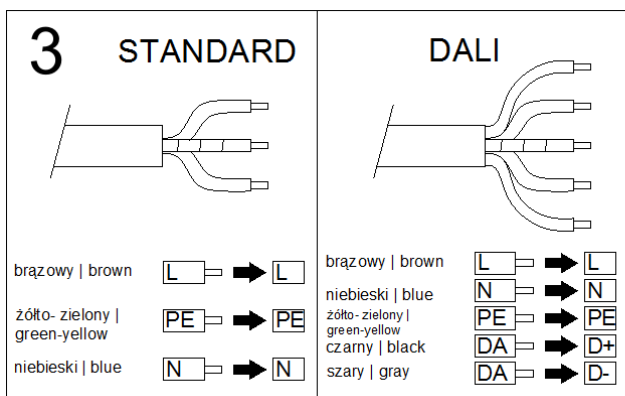 3 STANDARD
brązowy | brown L L
żółto- zielony |
green-yellow PE PE
niebieski | blue N N
DALI
brązowy | brown L L
niebieski | blue N N
żółto- zielony |
green-yellow PE PE
czarny | black DA D+
szary | gray DA D-